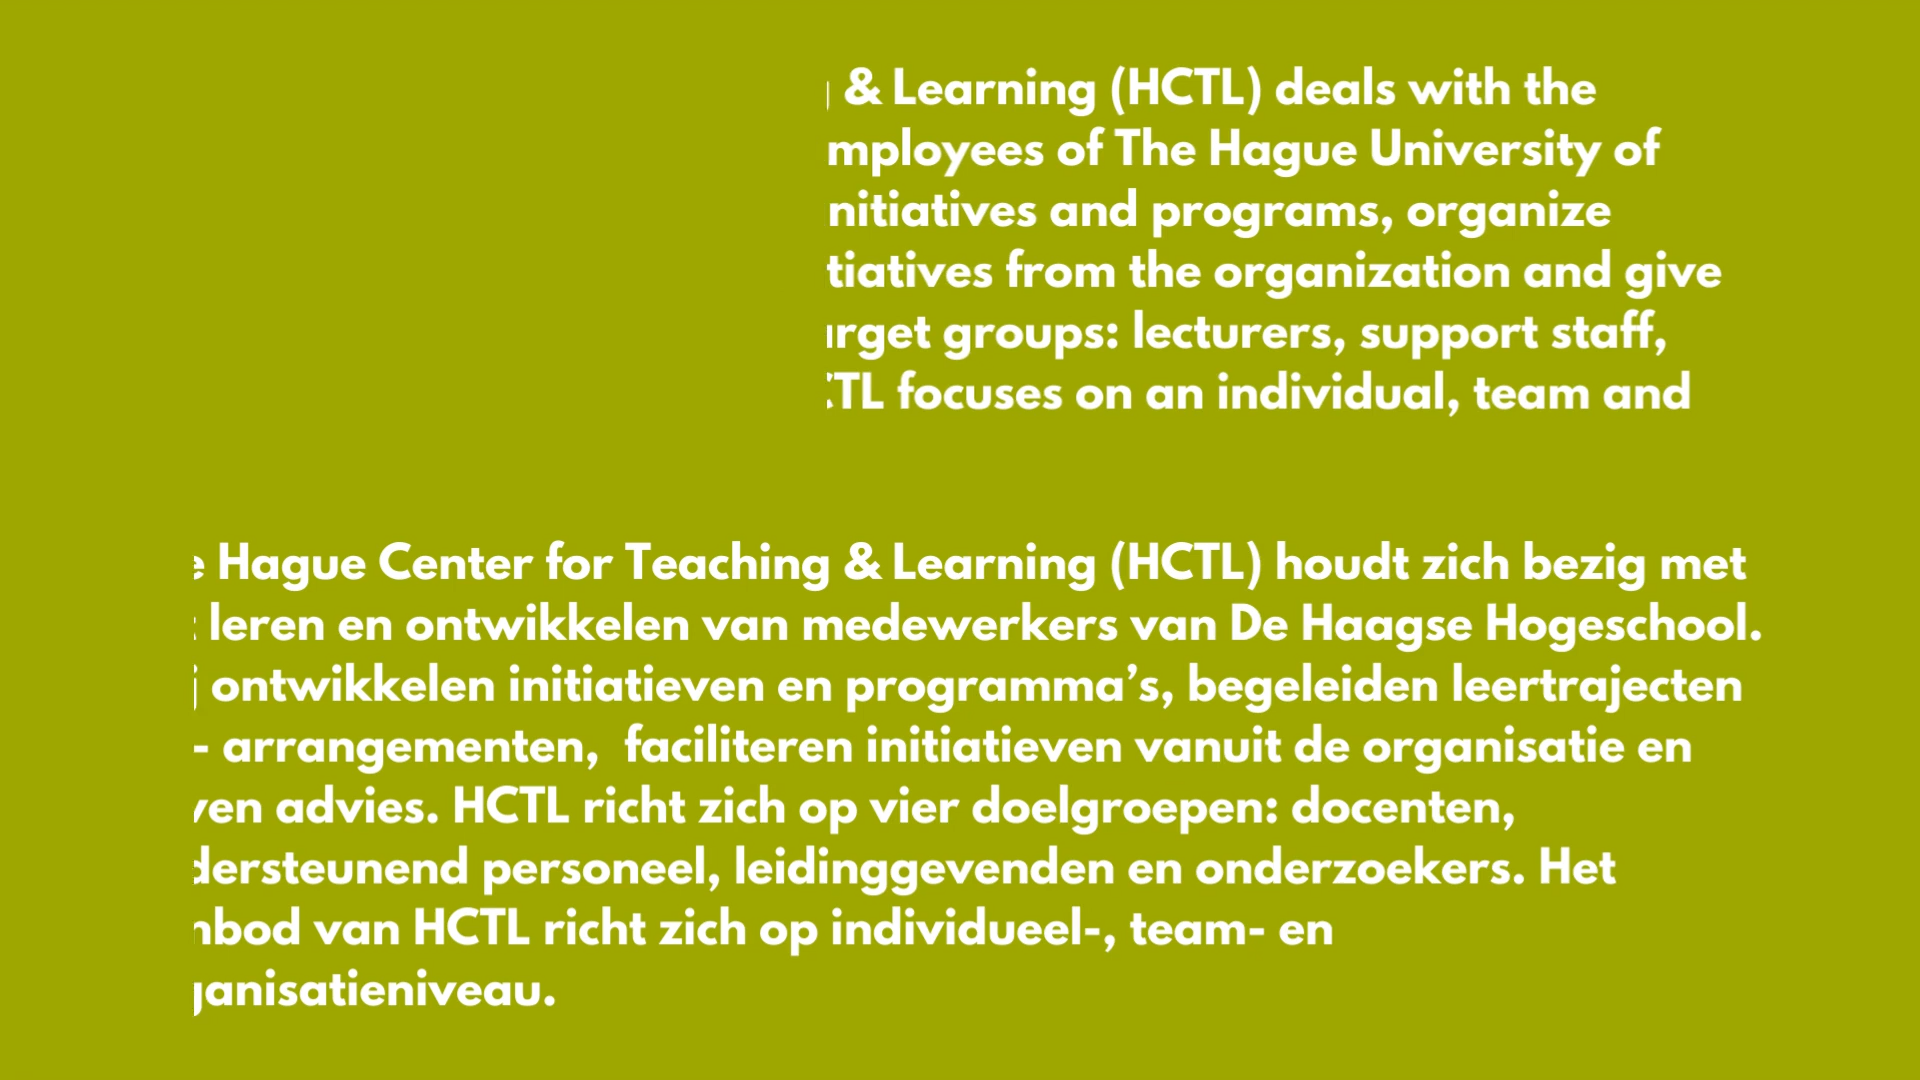 & Learning (HCTL) deals with the
mployees of The Hague University of
nitiatives and programs, organize
tiatives from the organization and give
rget groups: lecturers, support staff,
TL focuses on an individual, team and
e Hague Center for Teaching & Learning (HCTL) houdt zich bezig met
leren en ontwikkelen van medewerkers van De Haagse Hogeschool.
j ontwikkelen initiatieven en programma’s, begeleiden leertrajecten
- arrangementen, faciliteren initiatieven vanuit de organisatie en
ven advies. HCTL richt zich op vier doelgroepen: docenten,
dersteunend personeel, leidinggevenden en onderzoekers. Het
nbod van HCTL richt zich op individueel-, team- en
ganisatieniveau.